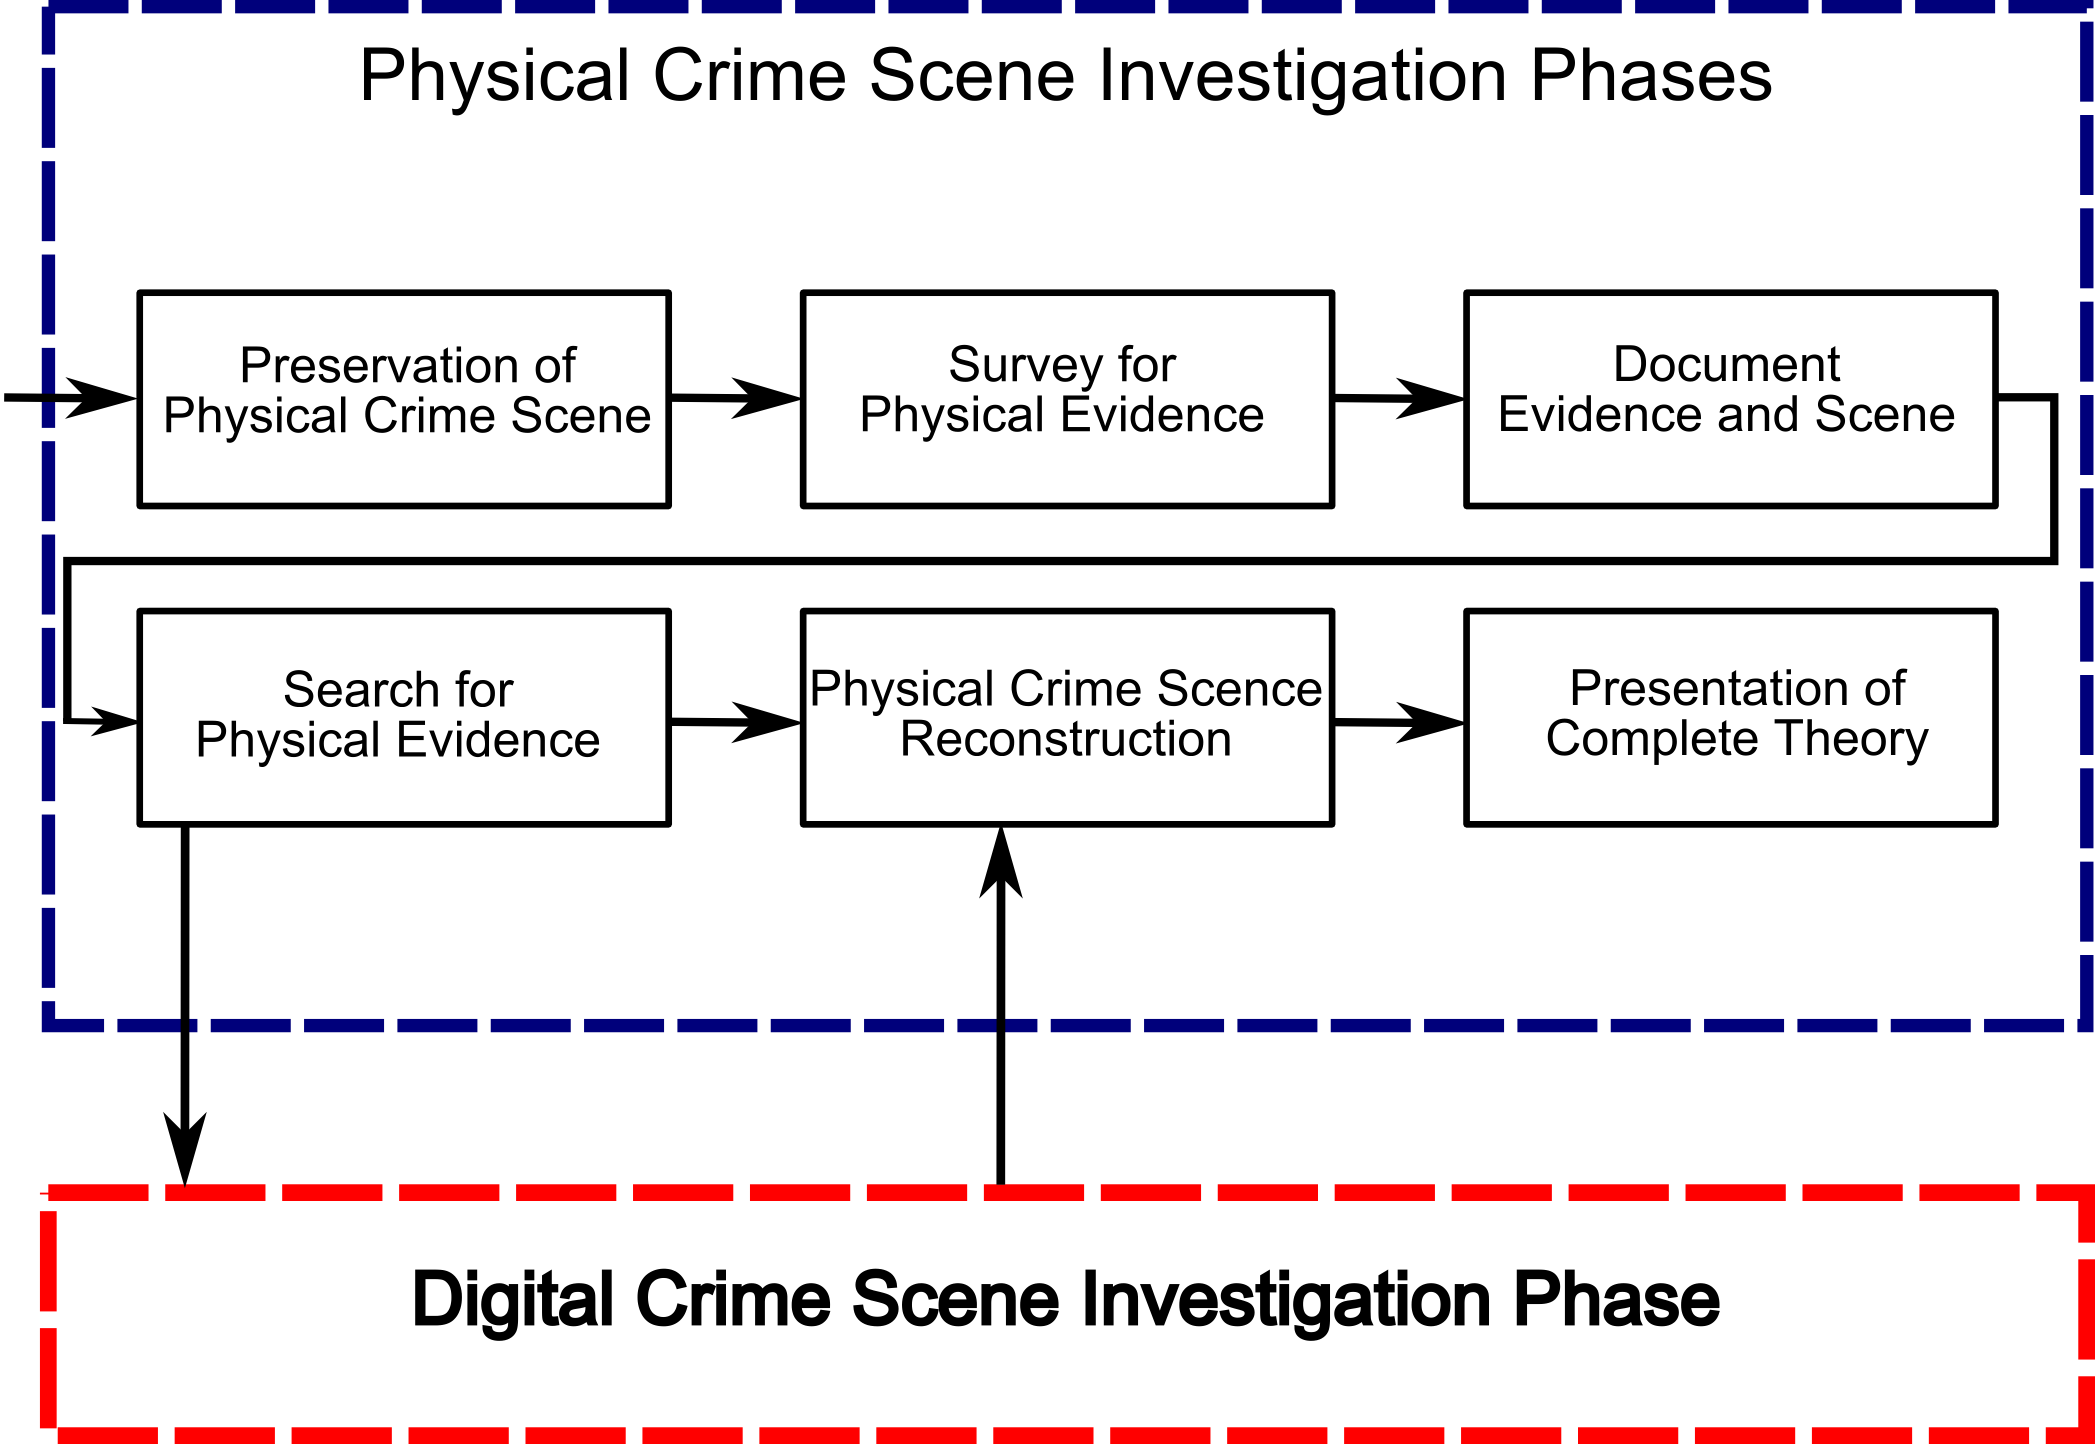 Physical Crime Scene Investigation Phases
Preservation of
Physical Crime Scene
Survey for
Physical Evidence
Document
Evidence and Scene
Search for
Physical Evidence
Physical Crime Scence
Reconstruction
Presentation of
Complete Theory
Digital Crime Scene Investigation Phase